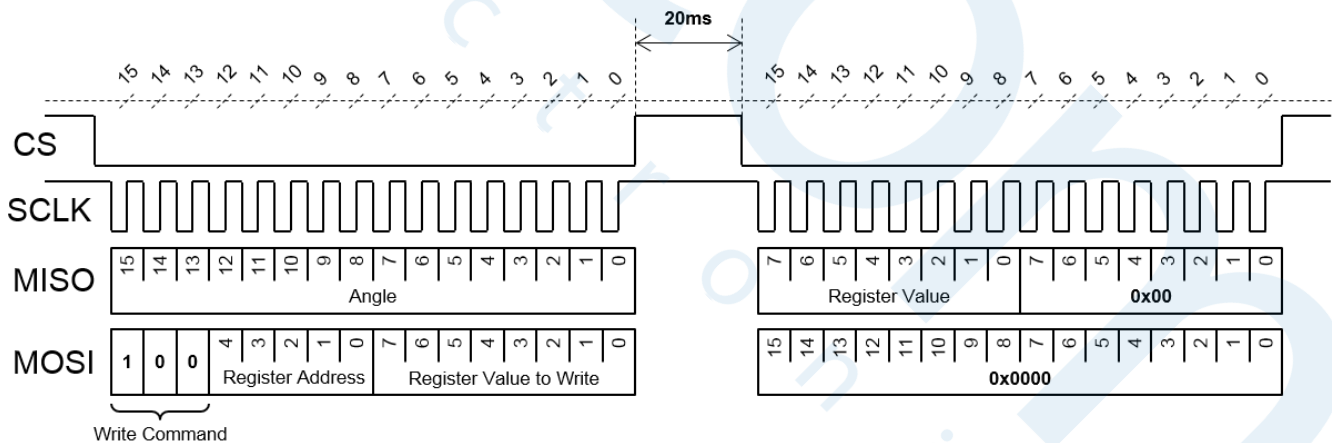 20ms
15 14 13 12 11 10 9 8 7 6 5 4 3 2 1 0 15 14 13 12 11 10 9 8 7 6 5 4 3 2 1 0
CS
SCLK
MISO 15 14 13 12 11 10 9 8 7 6 5 4 3 2 1 0 7 6 5 4 3 2 1 0 7 6 5 4 3 2 1 0
Angle Register Value 0x00
MOSI 1 0 0 4 3 2 1 0 7 6 5 4 3 2 1 0 15 14 13 12 11 10 9 8 7 6 5 4 3 2 1 0
Register Address Register Value to Write 0x0000
Write Command